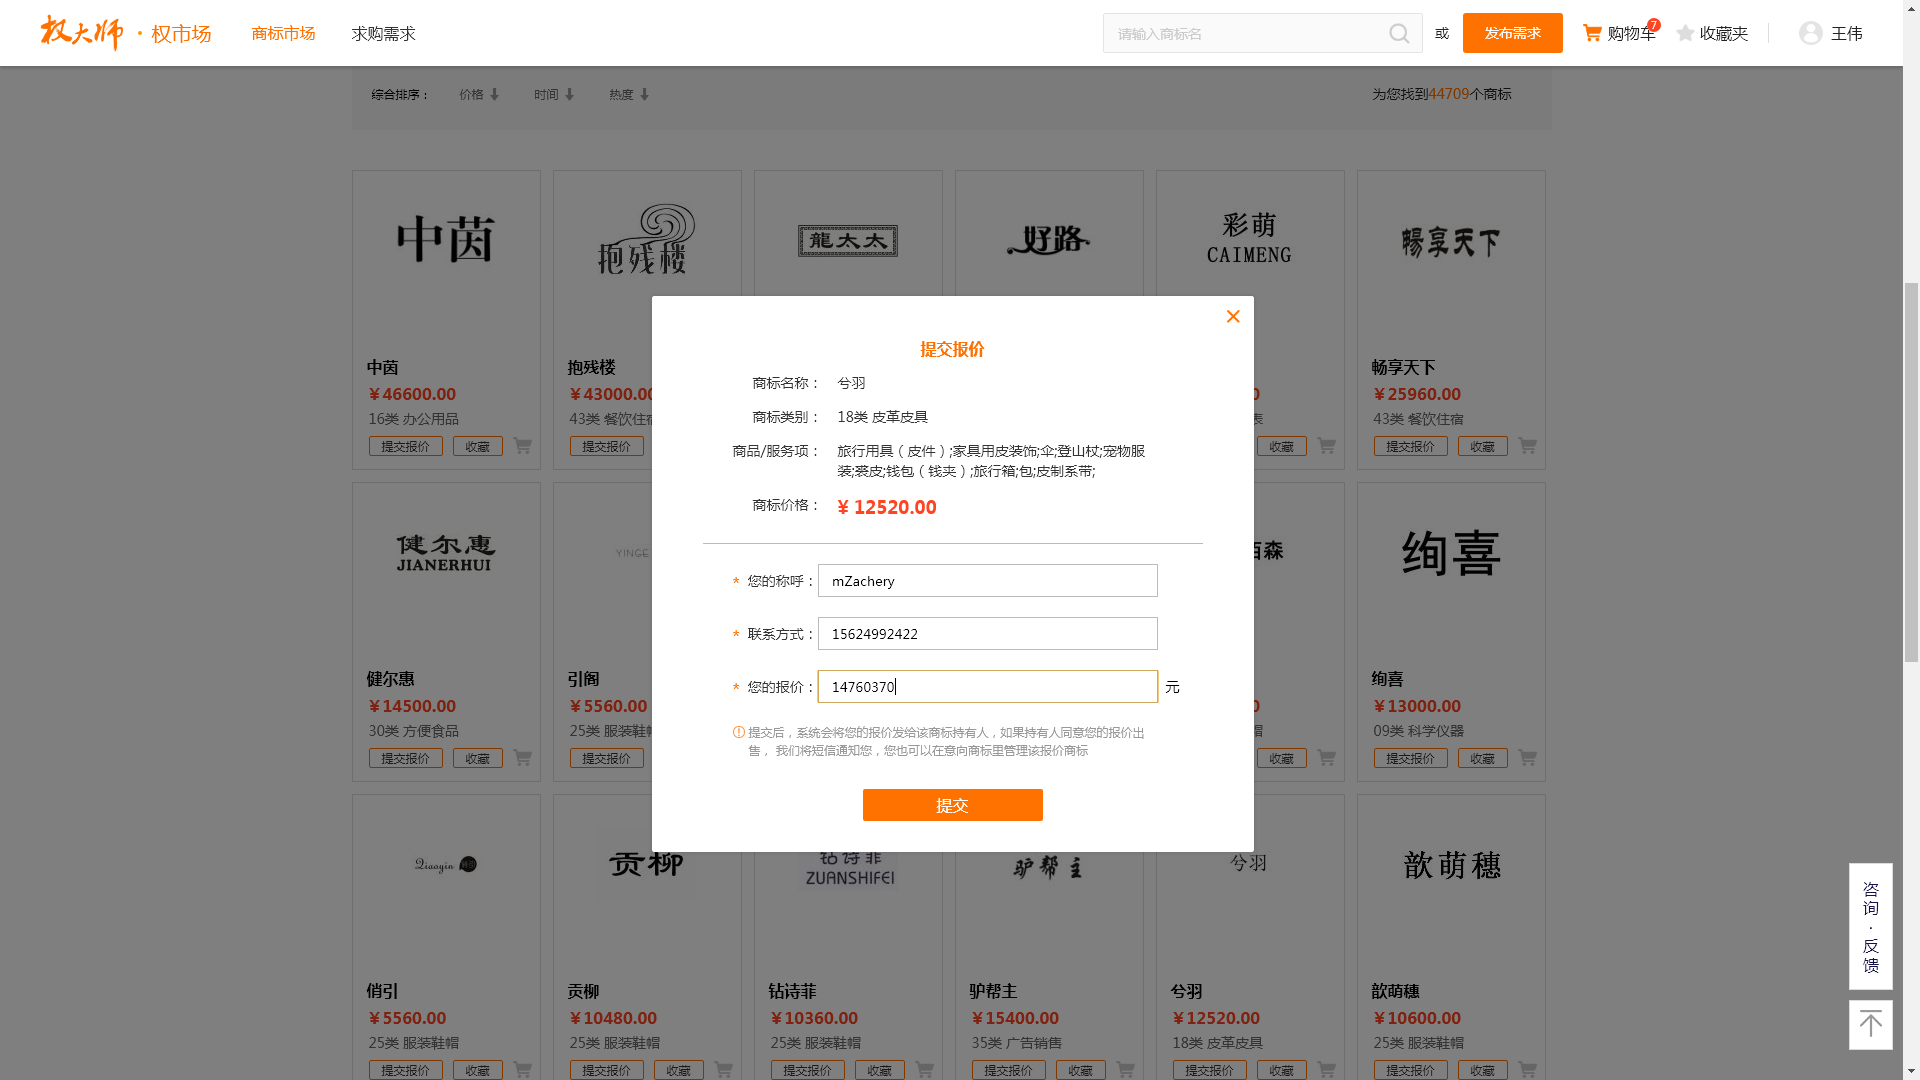 权大师 · 权市场 商标市场 求购需求 请输入商标名 或 发布需求 购物车 7 收藏夹 王伟
综合排序： 价格 时间 热度 为您找到44709个商标
中茵 抱残楼 龍太太 好路 彩萌 暢享天下
CAIMENG
中茵 抱残楼 畅享天下
￥46600.00 ￥43000.00 0 ￥25960.00
16类 办公用品 43类 餐饮住宿 表 43类 餐饮住宿
提交报价 收藏 提交报价 收藏 提交报价 收藏
提交报价
商标名称： 兮羽
商标类别： 18类 皮革皮具
商品/服务项： 旅行用具（皮件）;家具用皮装饰;伞;登山杖;宠物服
装;裘皮;钱包（钱夹）;旅行箱;包;皮制系带;
商标价格： ¥ 12520.00
* 您的称呼： mZachery
* 联系方式： 15624992422
* 您的报价： 14760370 元
提交后，系统会将您的报价发给该商标持有人，如果持有人同意您的报价出
售， 我们将短信通知您，您也可以在意向商标里管理该报价商标
提交
健尔惠 YINGE 百森 绚喜
JIANERHUI
健尔惠 引阁 绚喜
￥14500.00 ￥5560.00 0 ￥13000.00
30类 方便食品 25类 服装鞋帽 帽 09类 科学仪器
提交报价 收藏 提交报价 收藏 提交报价 收藏
Qiaoyin 贡柳 钻诗菲 驴帮主 兮羽 歆萌穗
ZUANSHIFEI
俏引 贡柳 钻诗菲 驴帮主 兮羽 歆萌穗
￥5560.00 ￥10480.00 ￥10360.00 ￥15400.00 ￥12520.00 ￥10600.00
25类 服装鞋帽 25类 服装鞋帽 25类 服装鞋帽 35类 广告销售 18类 皮革皮具 25类 服装鞋帽
提交报价 收藏 提交报价 收藏 提交报价 收藏 提交报价 收藏 提交报价 收藏 提交报价 收藏
咨
询
·
反
馈